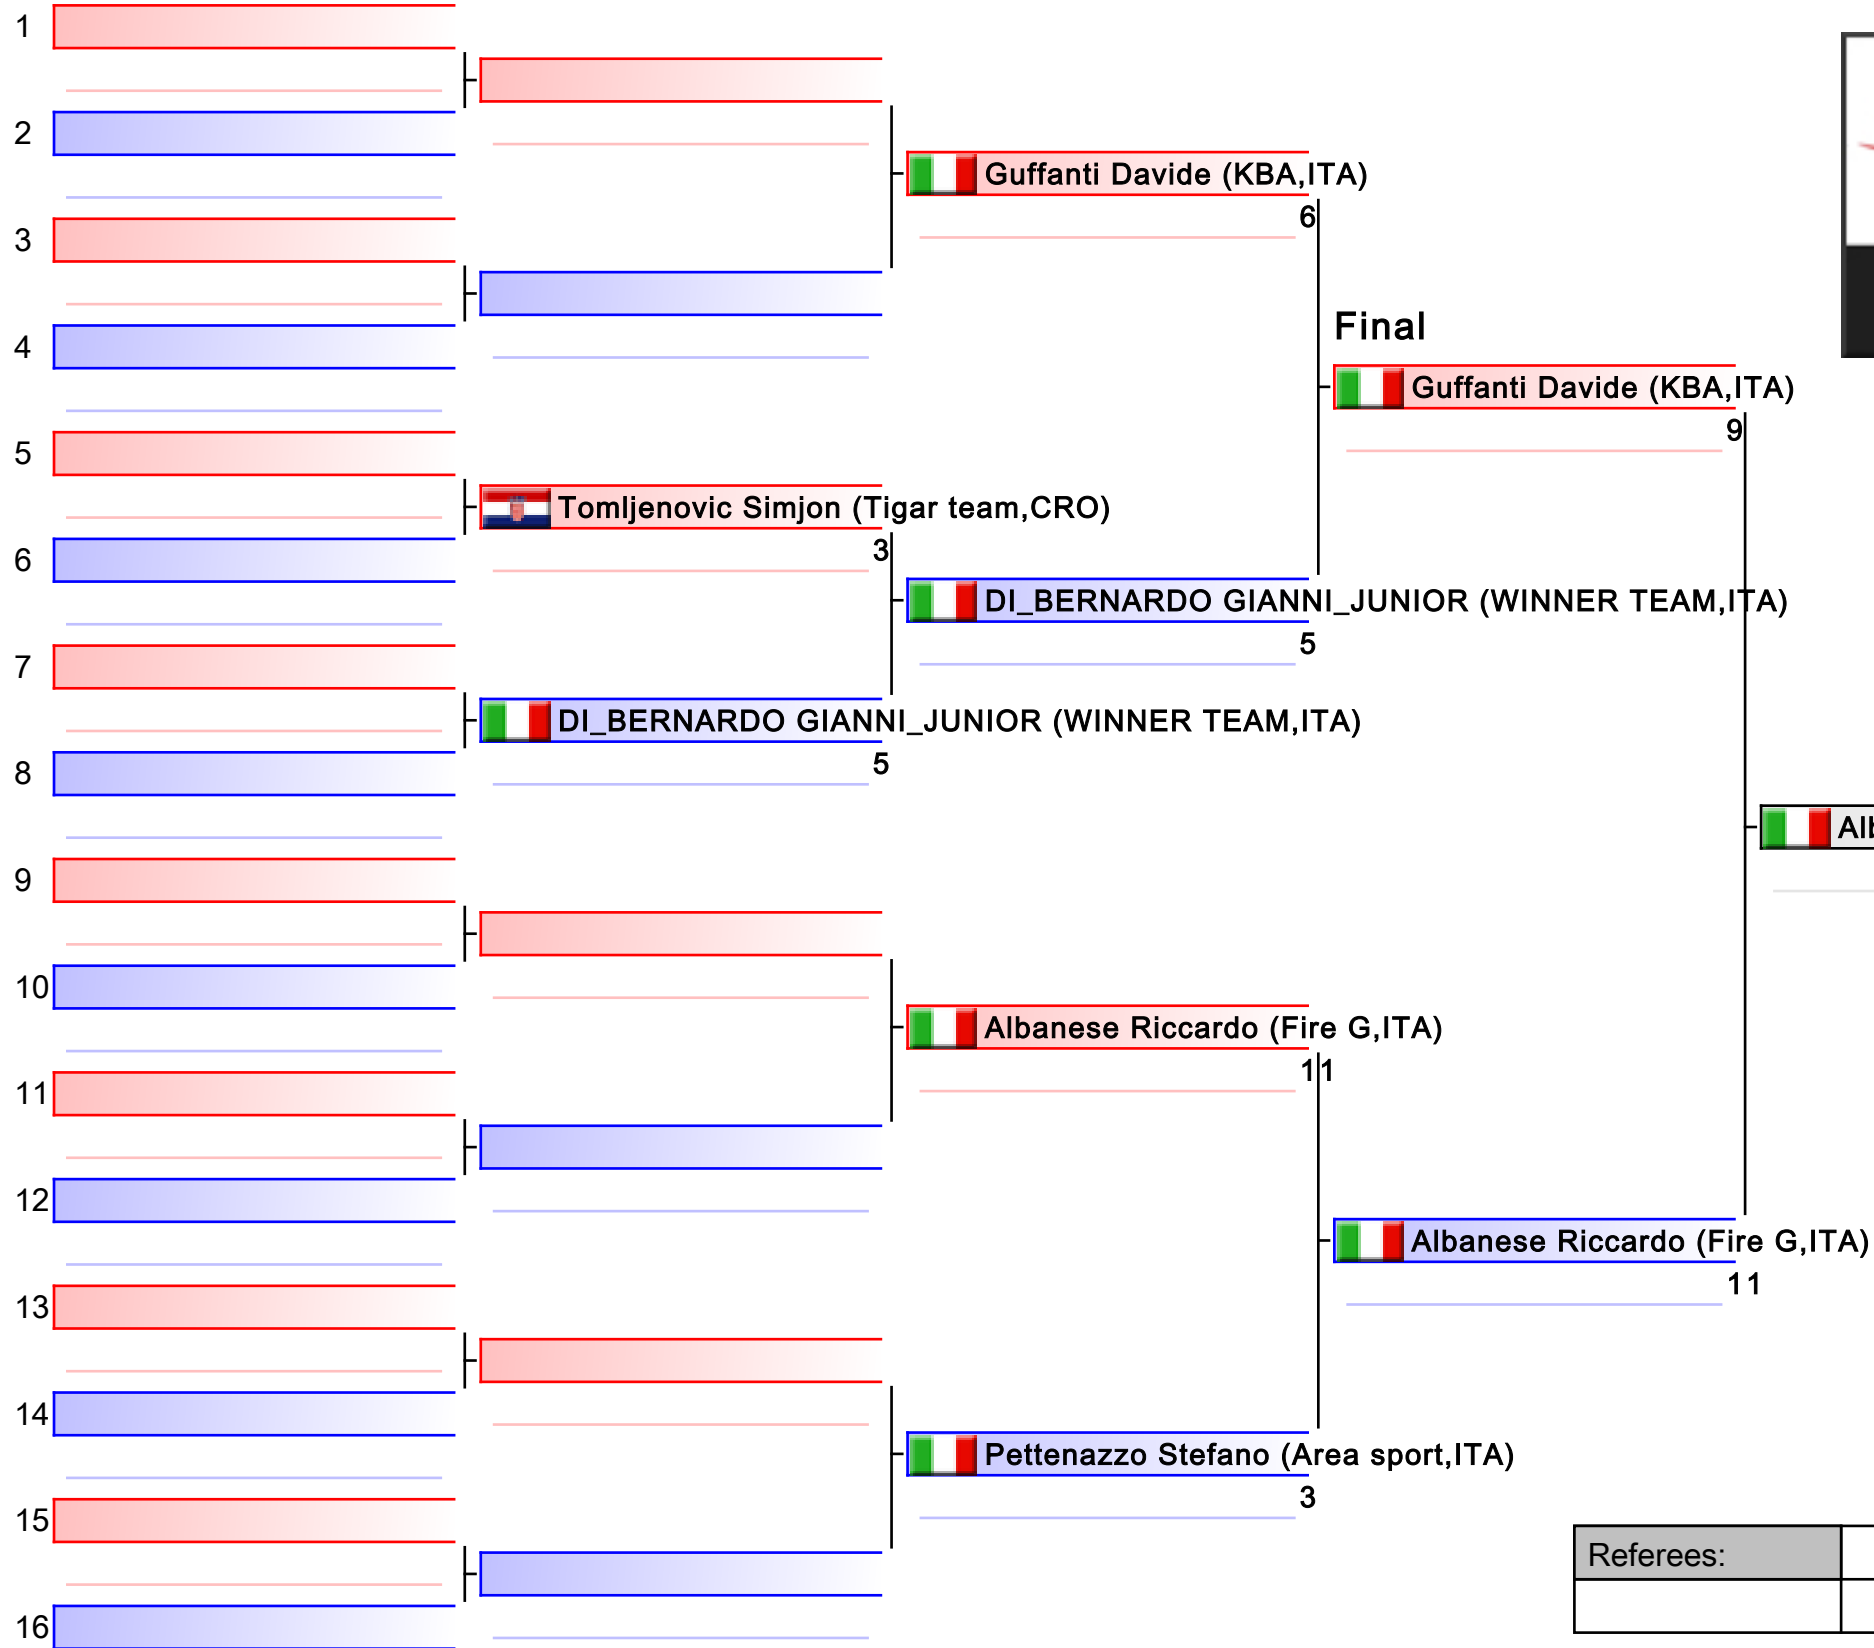 1
2
Guffanti Davide (KBA,ITA)
6
3
Final
4
Guffanti Davide (KBA,ITA)
9
5
Tomljenovic Simjon (Tigar team,CRO)
3
6
DI_BERNARDO GIANNI_JUNIOR (WINNER TEAM,ITA)
5
7
DI_BERNARDO GIANNI_JUNIOR (WINNER TEAM,ITA)
5
8
9
10
Albanese Riccardo (Fire G,ITA)
11
11
12
Albanese Riccardo (Fire G,ITA)
11
13
14
Pettenazzo Stefano (Area sport,ITA)
3
15
Referees:
16